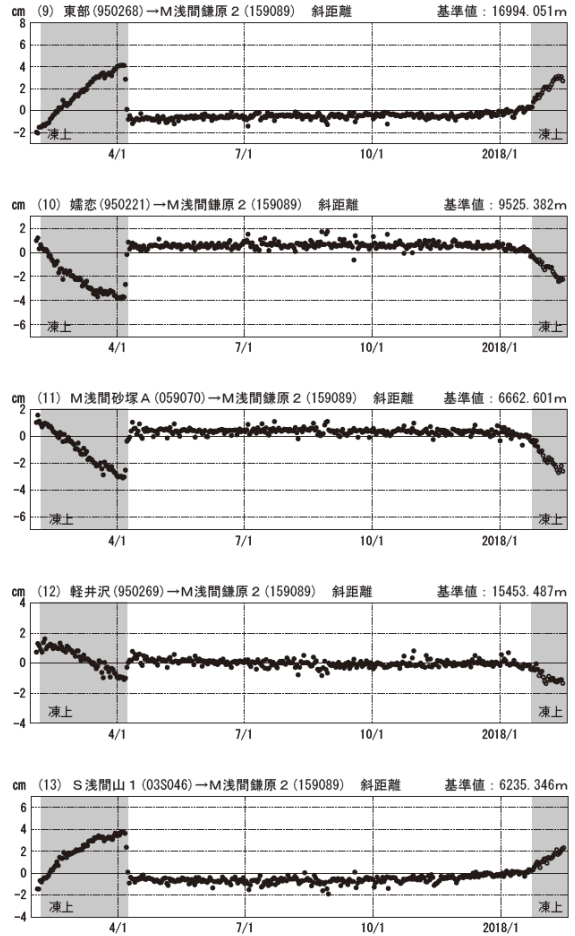 cm (9) 東部(950268)→M浅間鎌原2(159089) 斜距離 基準値：16994.051m
8
6
4
2
0
-2
凍上 凍上
4/1 7/1 10/1 2018/1
cm (10) 嬬恋(950221)→M浅間鎌原2(159089) 斜距離 基準値：9525.382m
2
0
-2
-4
-6
凍上 凍上
4/1 7/1 10/1 2018/1
cm (11) M浅間砂塚A(059070)→M浅間鎌原2(159089) 斜距離 基準値：6662.601m
2
0
-2
-4
-6
凍上 凍上
4/1 7/1 10/1 2018/1
cm (12) 軽井沢(950269)→M浅間鎌原2(159089) 斜距離 基準値：15453.487m
4
2
0
-2
-4
凍上 凍上
4/1 7/1 10/1 2018/1
cm (13) S浅間山1(03S046)→M浅間鎌原2(159089) 斜距離 基準値：6235.346m
6
4
2
0
-2
-4
凍上 凍上
4/1 7/1 10/1 2018/1